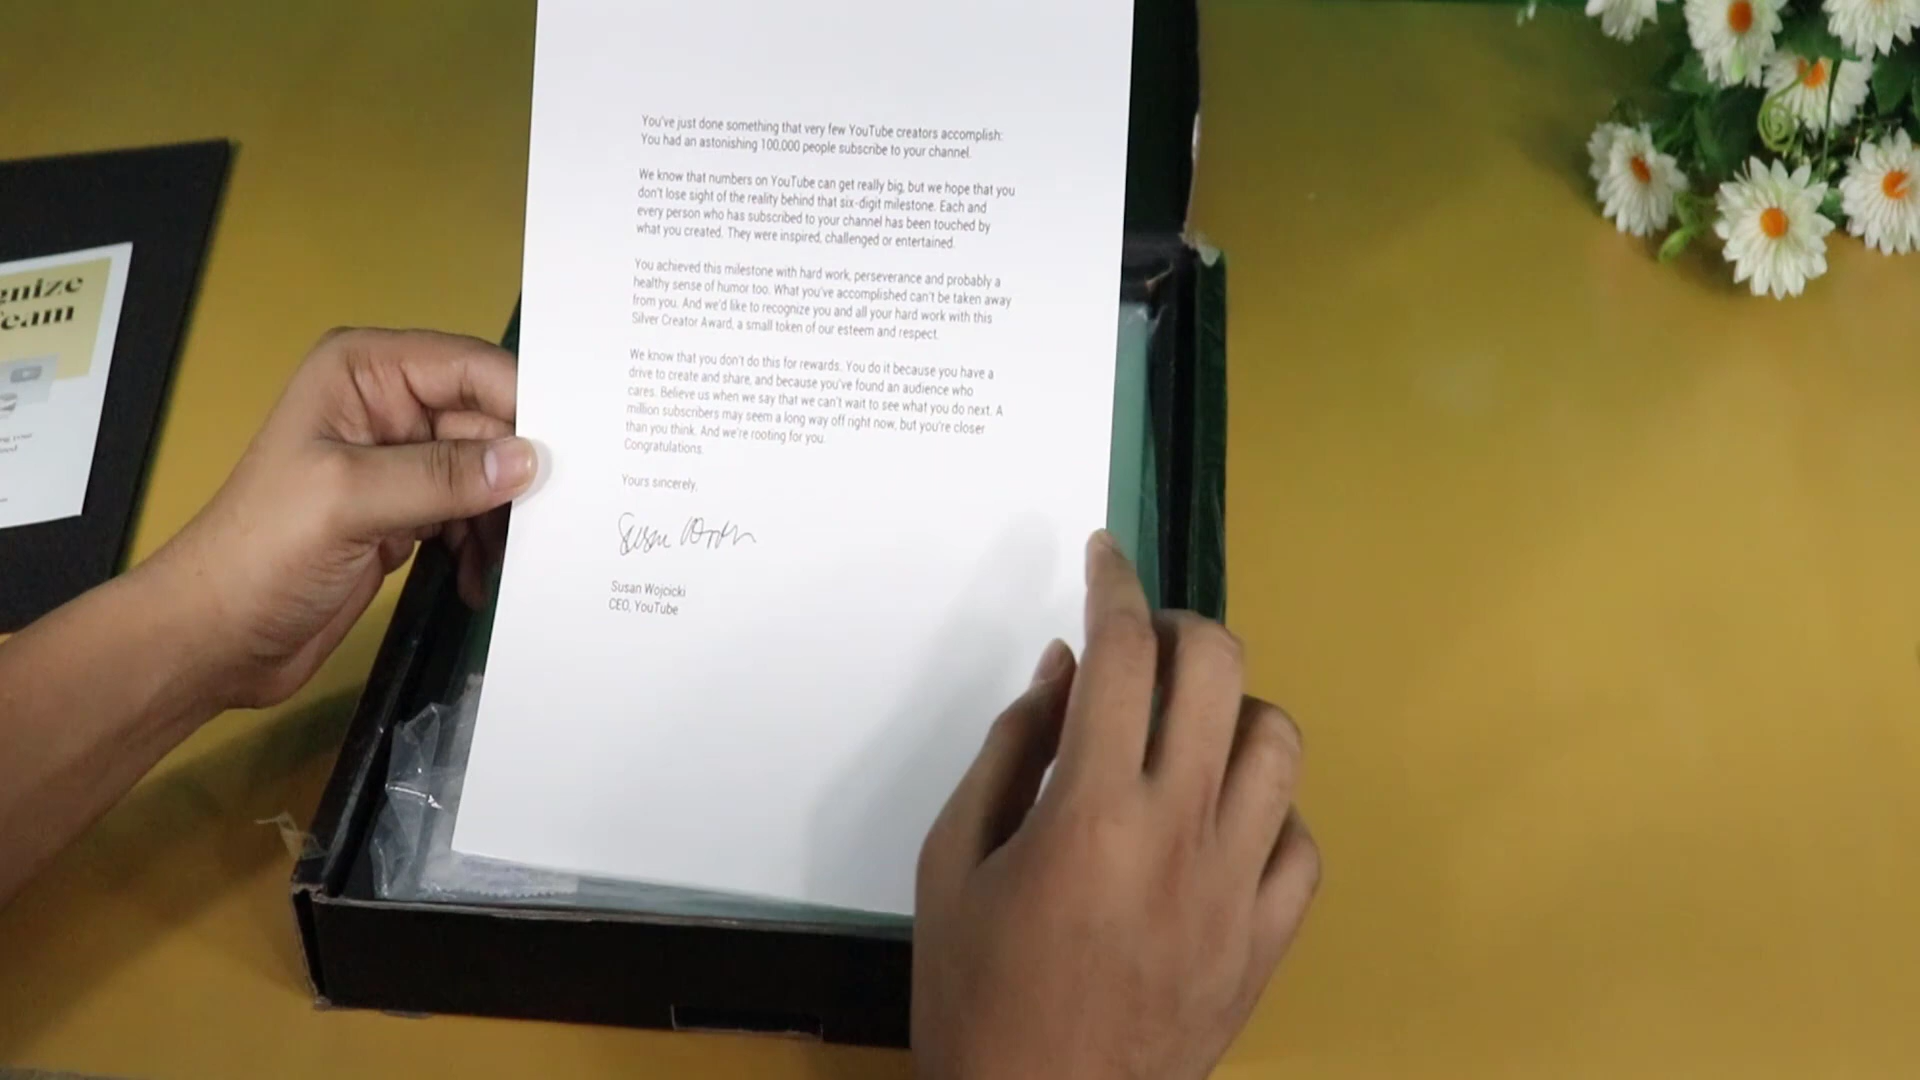 You've just done something that very few YouTube creators accomplish:
You had an astonishing 100,000 people subscribe to your channel.
We know that numbers on YouTube can get really big, but we hope that you
don't lose sight of the reality behind that six-digit milestone. Each and
every person who has subscribed to your channel has been touched by
what you created. They were inspired, challenged or entertained.
You achieved this milestone with hard work, perseverance and probably a
healthy sense of humor too. What you've accomplished can't be taken away
from you. And we'd like to recognize you and all your hard work with this
Silver Creator Award, a small token of our esteem and respect.
We know that you don't do this for rewards. You do it because you have a
drive to create and share, and because you've found an audience who
cares. Believe us when we say that we can't wait to see what you do next. A
million subscribers may seem a long way off right now, but you're closer
than you think. And we're rooting for you.
Congratulations.
Yours sincerely,
Susan Wojcicki
CEO, YouTube
gnize
eam